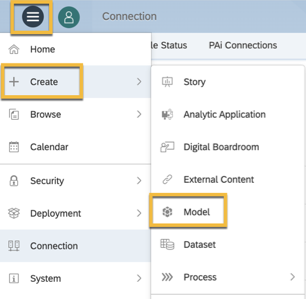 Connection
le Status PAi Connections
Home
Create
Browse
Calendar
Security
Deployment
Connection
System
Story
Analytic Application
Digital Boardroom
External Content
Model
Dataset
Process